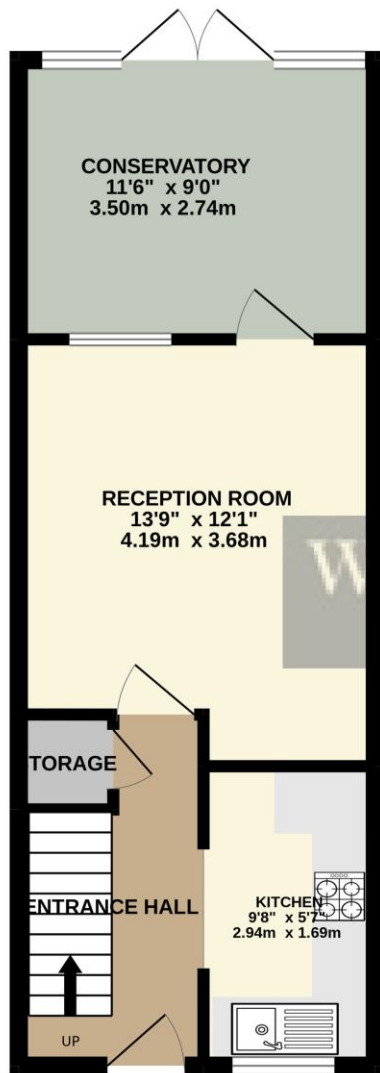 CONSERVATORY
11'6" x 9'0"
3.50m x 2.74m
RECEPTION ROOM
13'9" x 12'1"
4.19m x 3.68m
W
TORAGE
ENTRANCE HALL
KITCHEN
9'8" x 5'7"
2.94m x 1.69m
UP